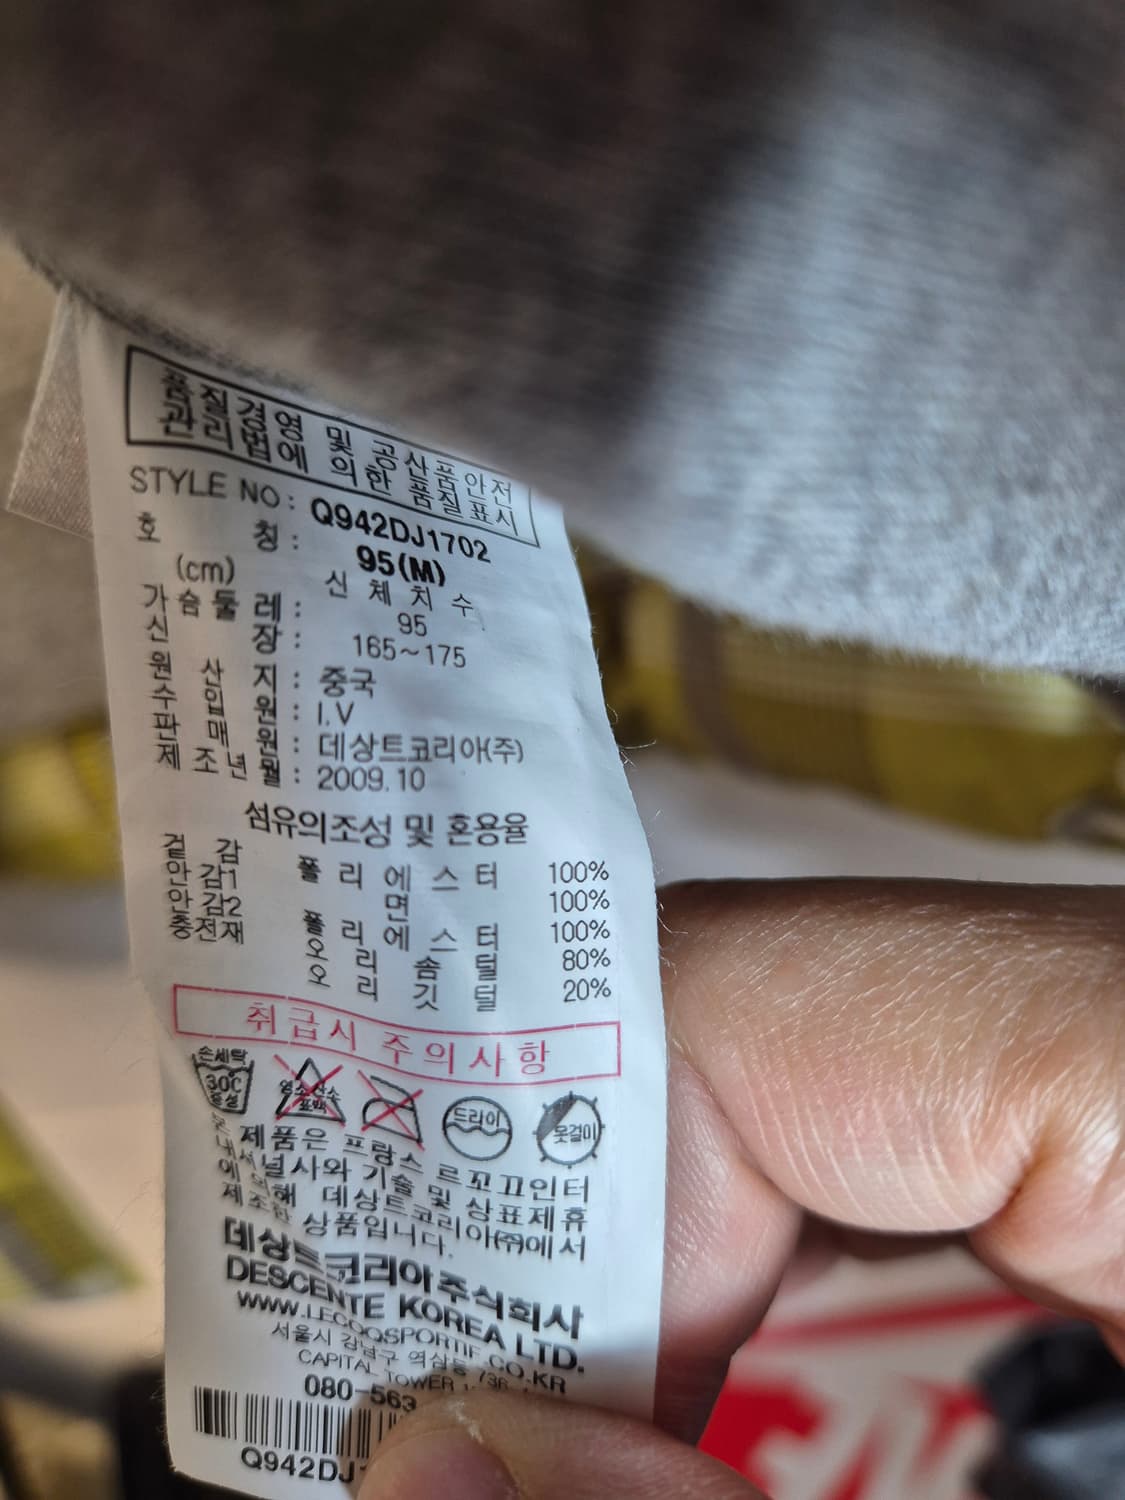 품질경영 및 공산품안전
관리법에 의한 품질표시
STYLE NO: Q942DJ1702
호 칭: 95(M)
(cm) 신체치수
가슴둘레: 95
신 장: 165~175
원 산 지: 중국
수 입 원: I.V
판 매 원: 데상트코리아(주)
제조년월: 2009.10
섬유의조성 및 혼용율
겉 감 폴리에스터 100%
안감1 면 100%
안감2 폴리에스터 100%
충전재 오리솜털 80%
오리깃털 20%
취급시 주의사항
손세탁
30C
중성
염소산소
표백
드라이
옷걸이
본 제품은 프랑스 르꼬끄인터
내셔널사와 기술 및 상표제휴
에 의해 데상트코리아㈜에서
제조한 상품입니다.
데상트코리아주식회사
DESCENTE KOREA LTD.
WWW.LECOQSPORTIF.CO.KR
서울시 강남구 역삼동 736
CAPITAL TOWER
080-563
Q942DJ1